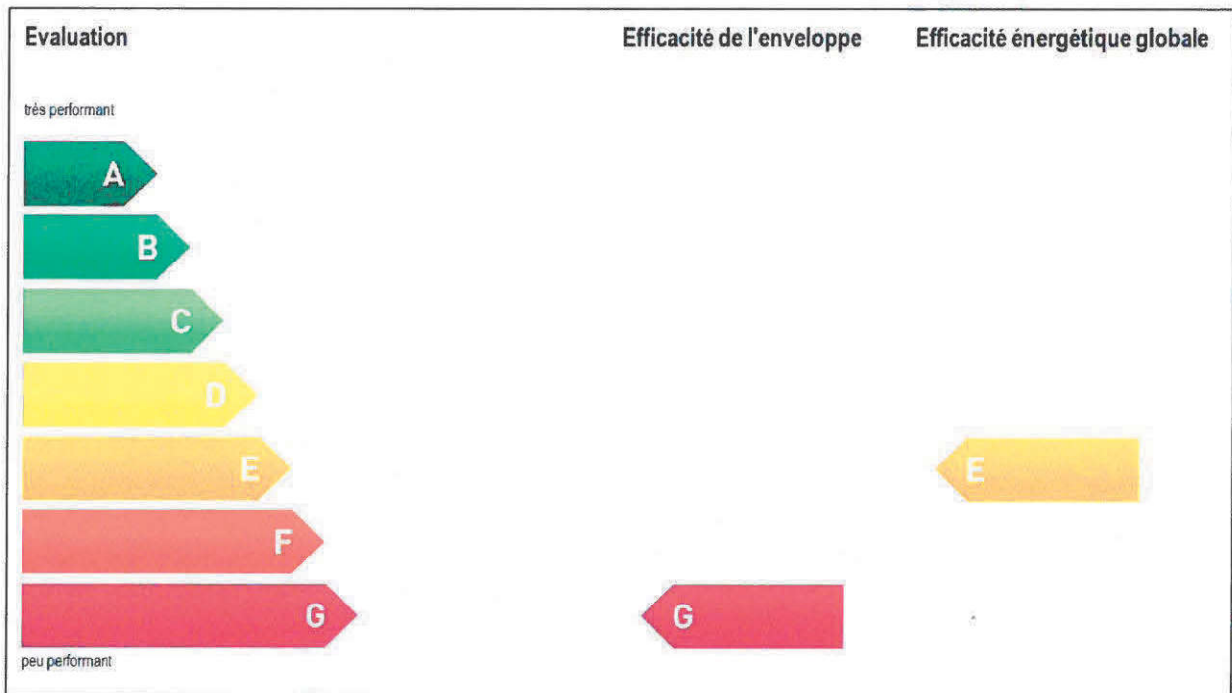 Evaluation Efficacité de l'enveloppe Efficacité énergétique globale
très performant
A
B
C
D
E E
F
G G
peu performant